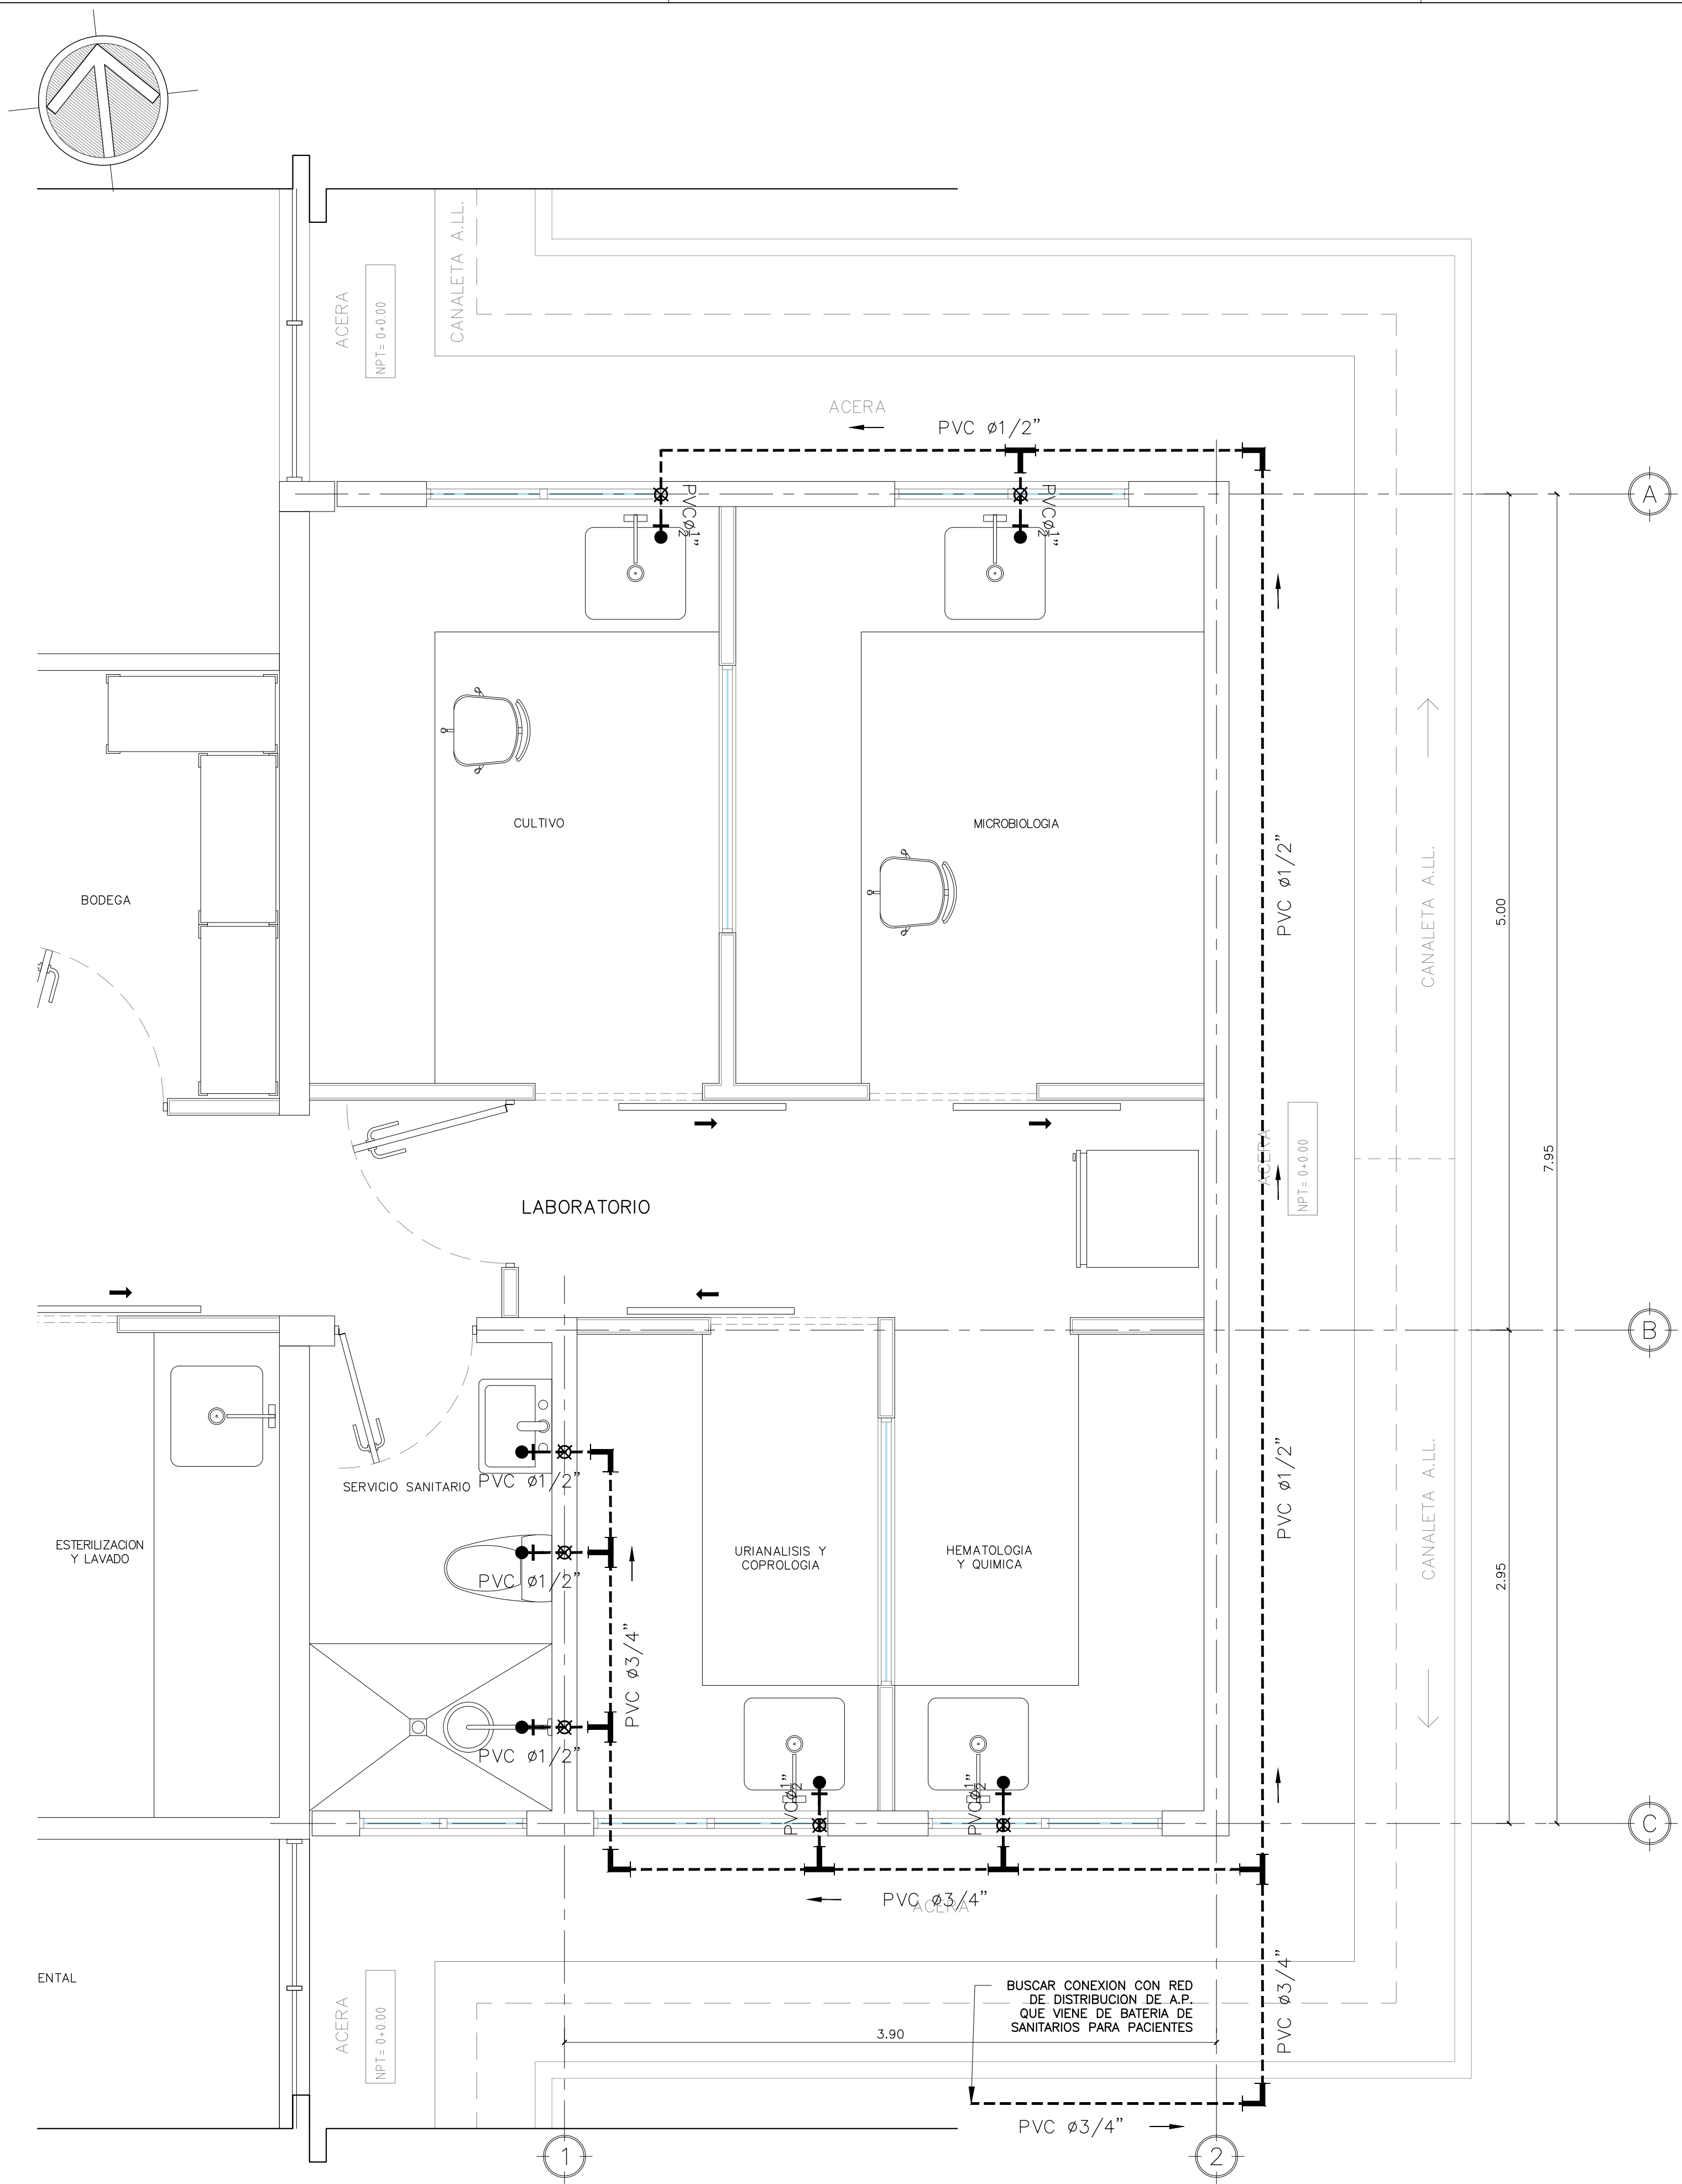 CANALETA A.LL.
ACERA
NPT= 0+0.00
ACERA
PVC ø1/2"
A
PVCø1/2"
PVCø1/2"
CULTIVO
MICROBIOLOGIA
PVC ø1/2"
CANALETA A.LL.
5.00
BODEGA
ACERA
NPT= 0+0.00
7.95
LABORATORIO
B
SERVICIO SANITARIO
PVC ø1/2"
PVC ø1/2"
CANALETA A.LL.
ESTERILIZACION
Y LAVADO
URIANALISIS Y
COPROLOGIA
HEMATOLOGIA
Y QUIMICA
PVC ø1/2"
2.95
PVC ø3/4"
PVC ø1/2"
PVCø1/2"
PVCø1/2"
C
PVC ø3/4"
ACERA
ENTAL
ACERA
NPT= 0+0.00
BUSCAR CONEXION CON RED
DE DISTRIBUCION DE A.P.
QUE VIENE DE BATERIA DE
SANITARIOS PARA PACIENTES
PVC ø3/4"
3.90
PVC ø3/4"
1
2